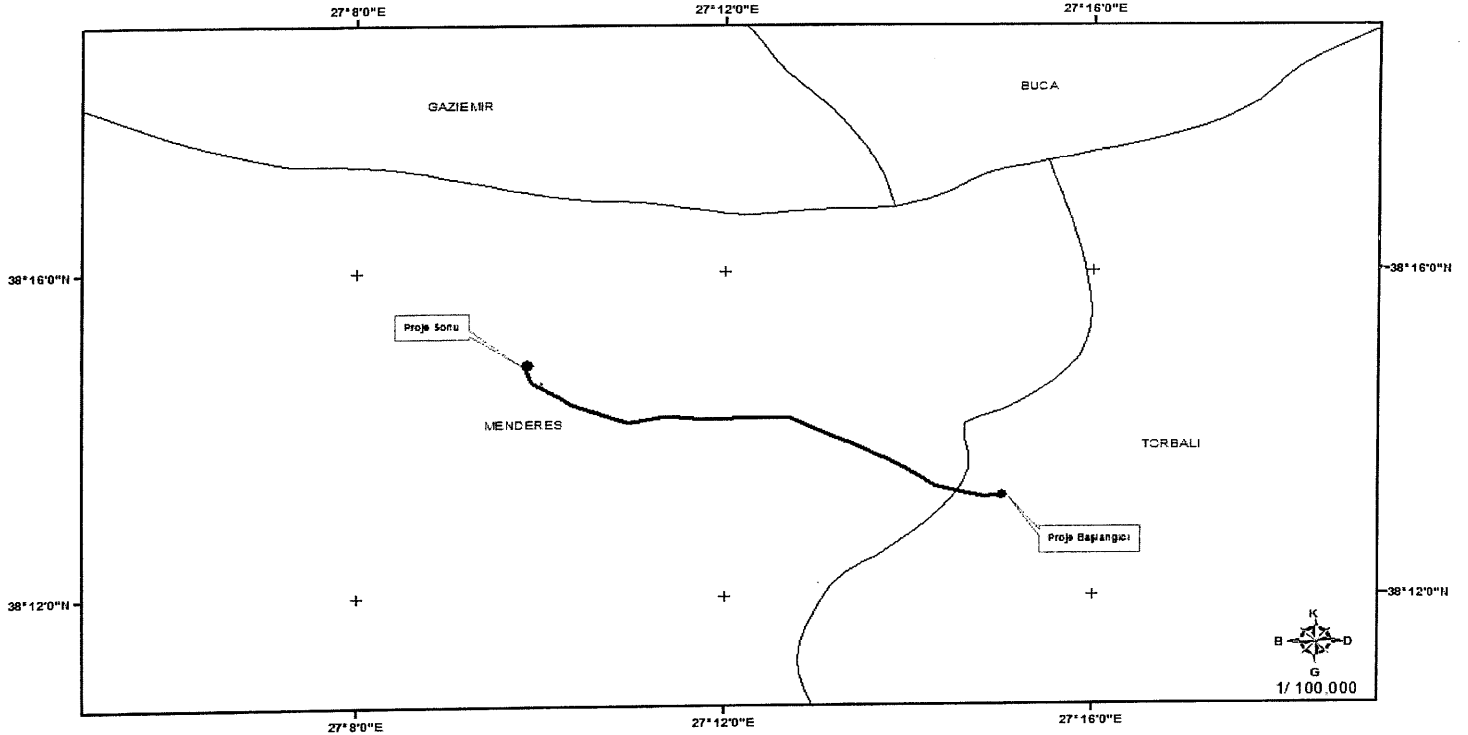 27°8'0"E
27°12'0"E
27°16'0"E
GAZIEMIR
BUCA
38°16'0"N
38°16'0"N
Proje Sonu
MENDERES
TORBALI
Proje Başlangıcı
38°12'0"N
38°12'0"N
K
B
D
G
1/ 100,000
27°8'0"E
27°12'0"E
27°16'0"E